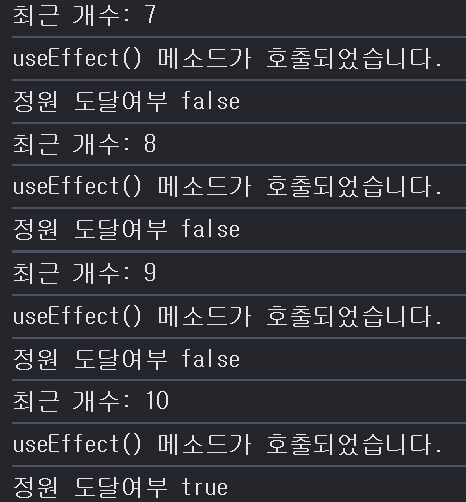 최근 개수: 7
useEffect() 메소드가 호출되었습니다.
정원 도달여부 false
최근 개수: 8
useEffect() 메소드가 호출되었습니다.
정원 도달여부 false
최근 개수: 9
useEffect() 메소드가 호출되었습니다.
정원 도달여부 false
최근 개수: 10
useEffect() 메소드가 호출되었습니다.
정원 도달여부 true